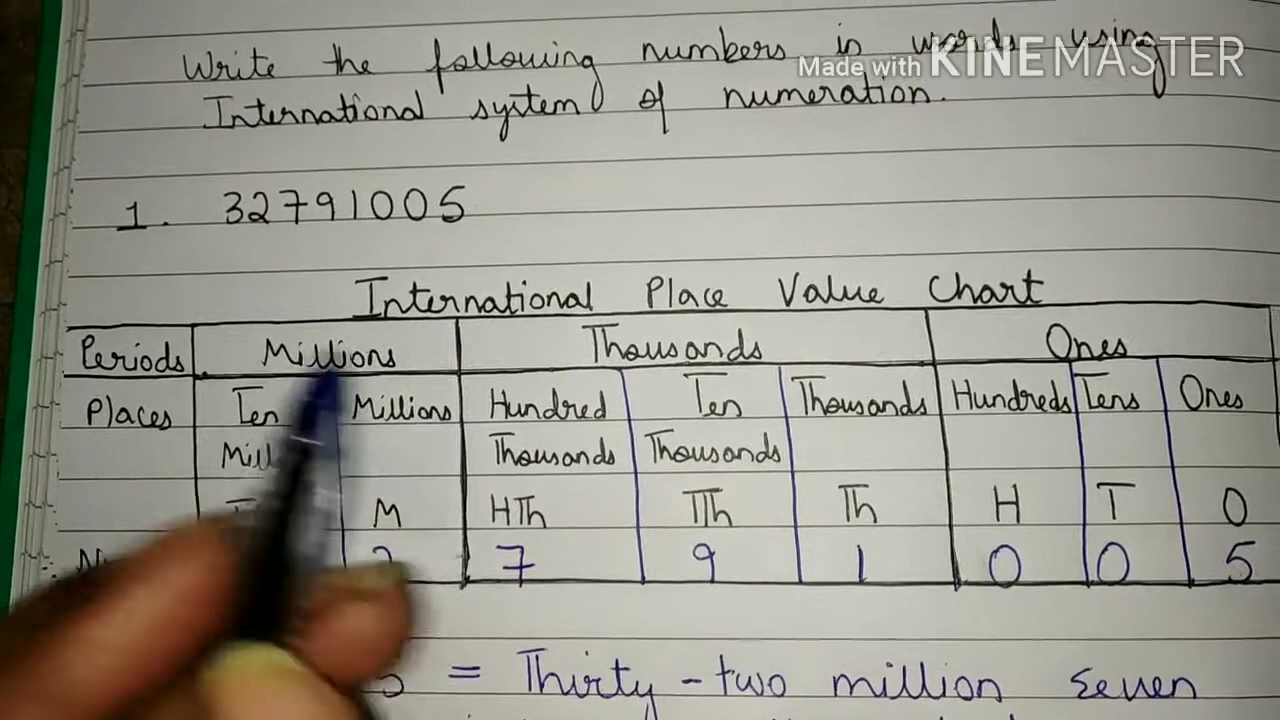 Write the following numbers in words using
Made with KINEMASTER
International system of numeration.
1. 32791005
International Place Value Chart
Periods Millions Thousands Ones
Places Ten Millions Hundred Ten Thousands Hundreds Tens Ones
Thousands Thousands
M HTh TTh Th H T O
7 9 1 0 0 5
= Thirty-two million seven